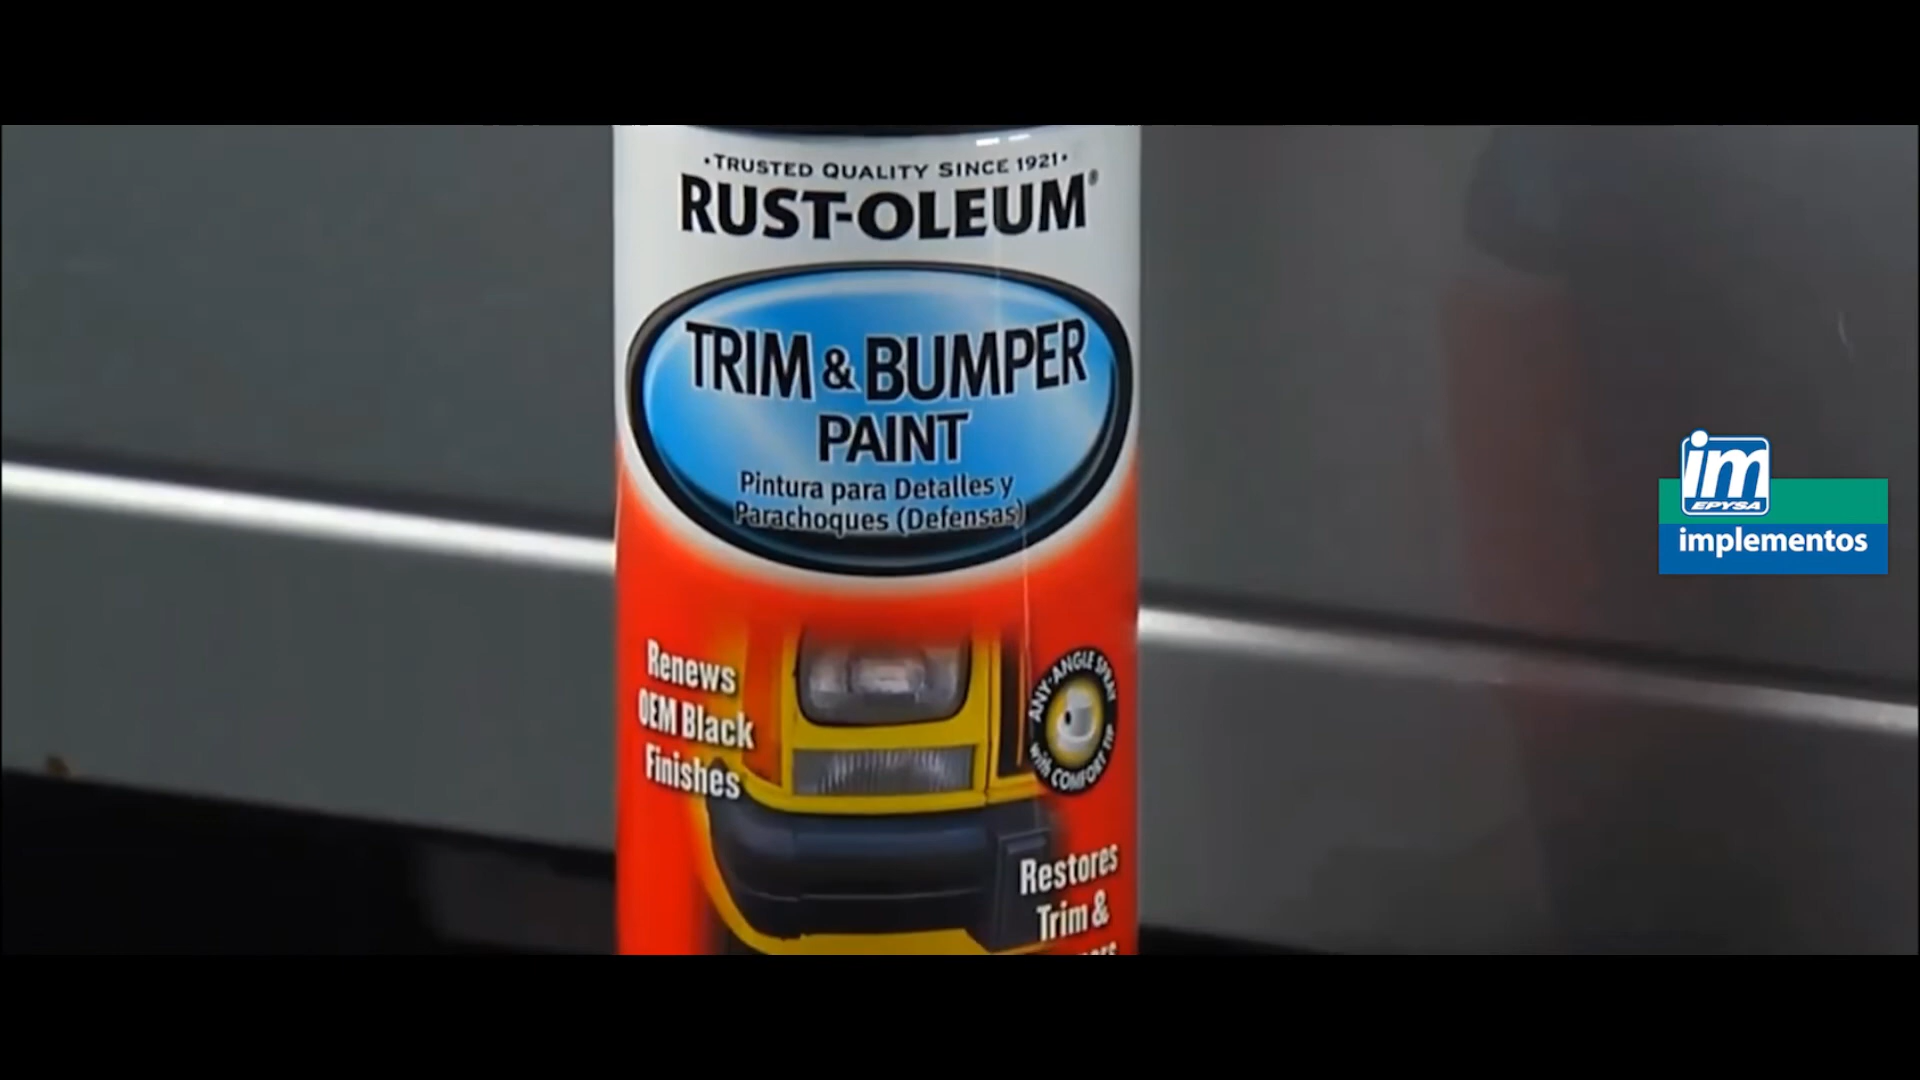 •TRUSTED QUALITY SINCE 1921•
RUST-OLEUM®
TRIM & BUMPER
PAINT
Pintura para Detalles y
Parachoques (Defensas)
Renews
OEM Black
Finishes
ANY-ANGLE SPRAY
with COMFORT TIP
Restores
Trim &
im
EPYSA
implementos